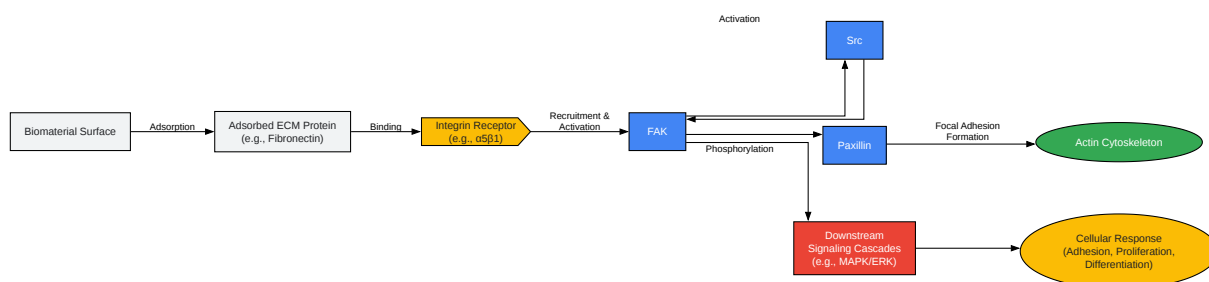 Activation
Src
Biomaterial Surface
Adsorption
Adsorbed ECM Protein
(e.g., Fibronectin)
Binding
Integrin Receptor
(e.g., α5β1)
Recruitment &
Activation
FAK
Phosphorylation
Paxillin
Focal Adhesion
Formation
Actin Cytoskeleton
Downstream
Signaling Cascades
(e.g., MAPK/ERK)
Cellular Response
(Adhesion, Proliferation,
Differentiation)